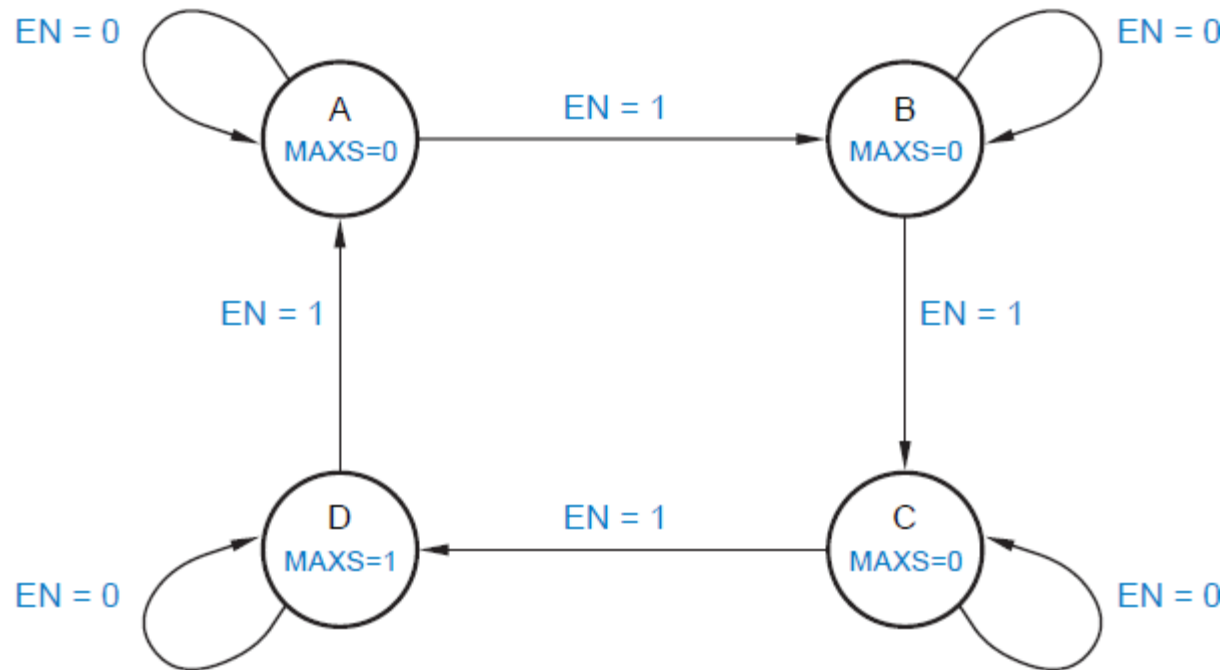 EN = 0
EN = 0
A
MAXS=0
EN = 1
B
MAXS=0
EN = 1
EN = 1
D
MAXS=1
EN = 1
C
MAXS=0
EN = 0
EN = 0